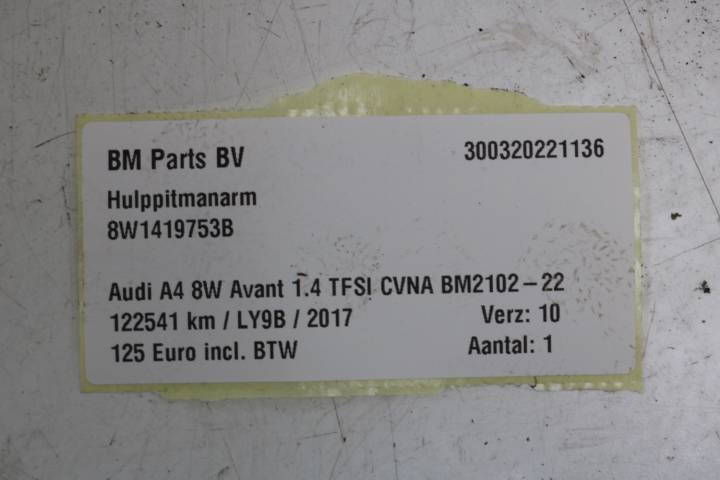 BM Parts BV 300320221136
Hulppitmanarm
8W1419753B
Audi A4 8W Avant 1.4 TFSI CVNA BM2102-22
122541 km / LY9B / 2017 Verz: 10
125 Euro incl. BTW Aantal: 1